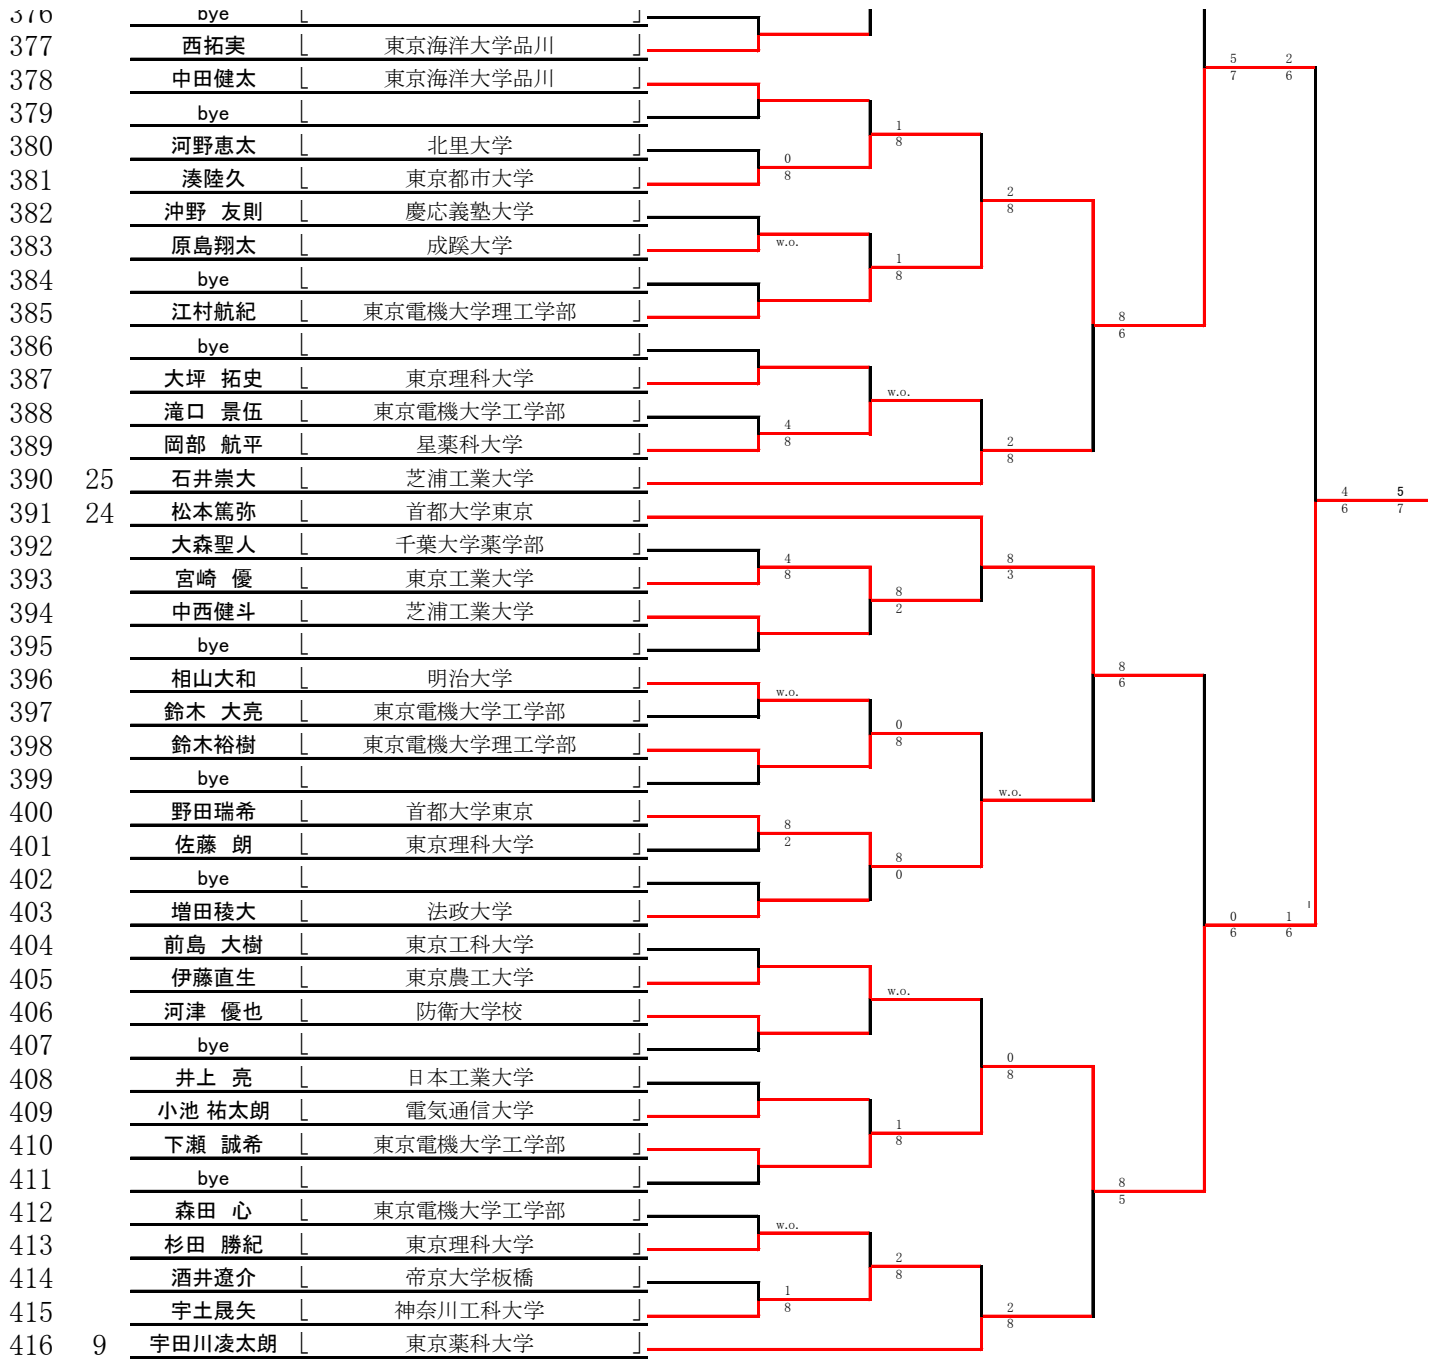 376 bye
377 西拓実 東京海洋大学品川
378 中田健太 東京海洋大学品川
5 2
7 6
379 bye
380 河野恵太 北里大学
1
8
0
8
381 湊陸久 東京都市大学
382 沖野 友則 慶応義塾大学
2
8
383 原島翔太 成蹊大学
w.o.
1
8
384 bye
385 江村航紀 東京電機大学理工学部
8
6
386 bye
387 大坪 拓史 東京理科大学
w.o.
388 滝口 景伍 東京電機大学工学部
4
8
389 岡部 航平 星薬科大学
2
8
390 25 石井崇大 芝浦工業大学
4 5
6 7
391 24 松本篤弥 首都大学東京
392 大森聖人 千葉大学薬学部
4
8
8
3
393 宮崎 優 東京工業大学
8
2
394 中西健斗 芝浦工業大学
395 bye
396 相山大和 明治大学
8
6
w.o.
397 鈴木 大亮 東京電機大学工学部
0
8
398 鈴木裕樹 東京電機大学理工学部
399 bye
w.o.
400 野田瑞希 首都大学東京
8
2
401 佐藤 朗 東京理科大学
8
0
402 bye
403 増田稜大 法政大学
0 1
6 6
404 前島 大樹 東京工科大学
405 伊藤直生 東京農工大学
w.o.
406 河津 優也 防衛大学校
407 bye
0
8
408 井上 亮 日本工業大学
409 小池 祐太朗 電気通信大学
1
8
410 下瀬 誠希 東京電機大学工学部
411 bye
8
5
412 森田 心 東京電機大学工学部
w.o.
413 杉田 勝紀 東京理科大学
2
8
414 酒井遼介 帝京大学板橋
1
8
415 宇土晟矢 神奈川工科大学
2
8
416 9 宇田川凌太朗 東京薬科大学